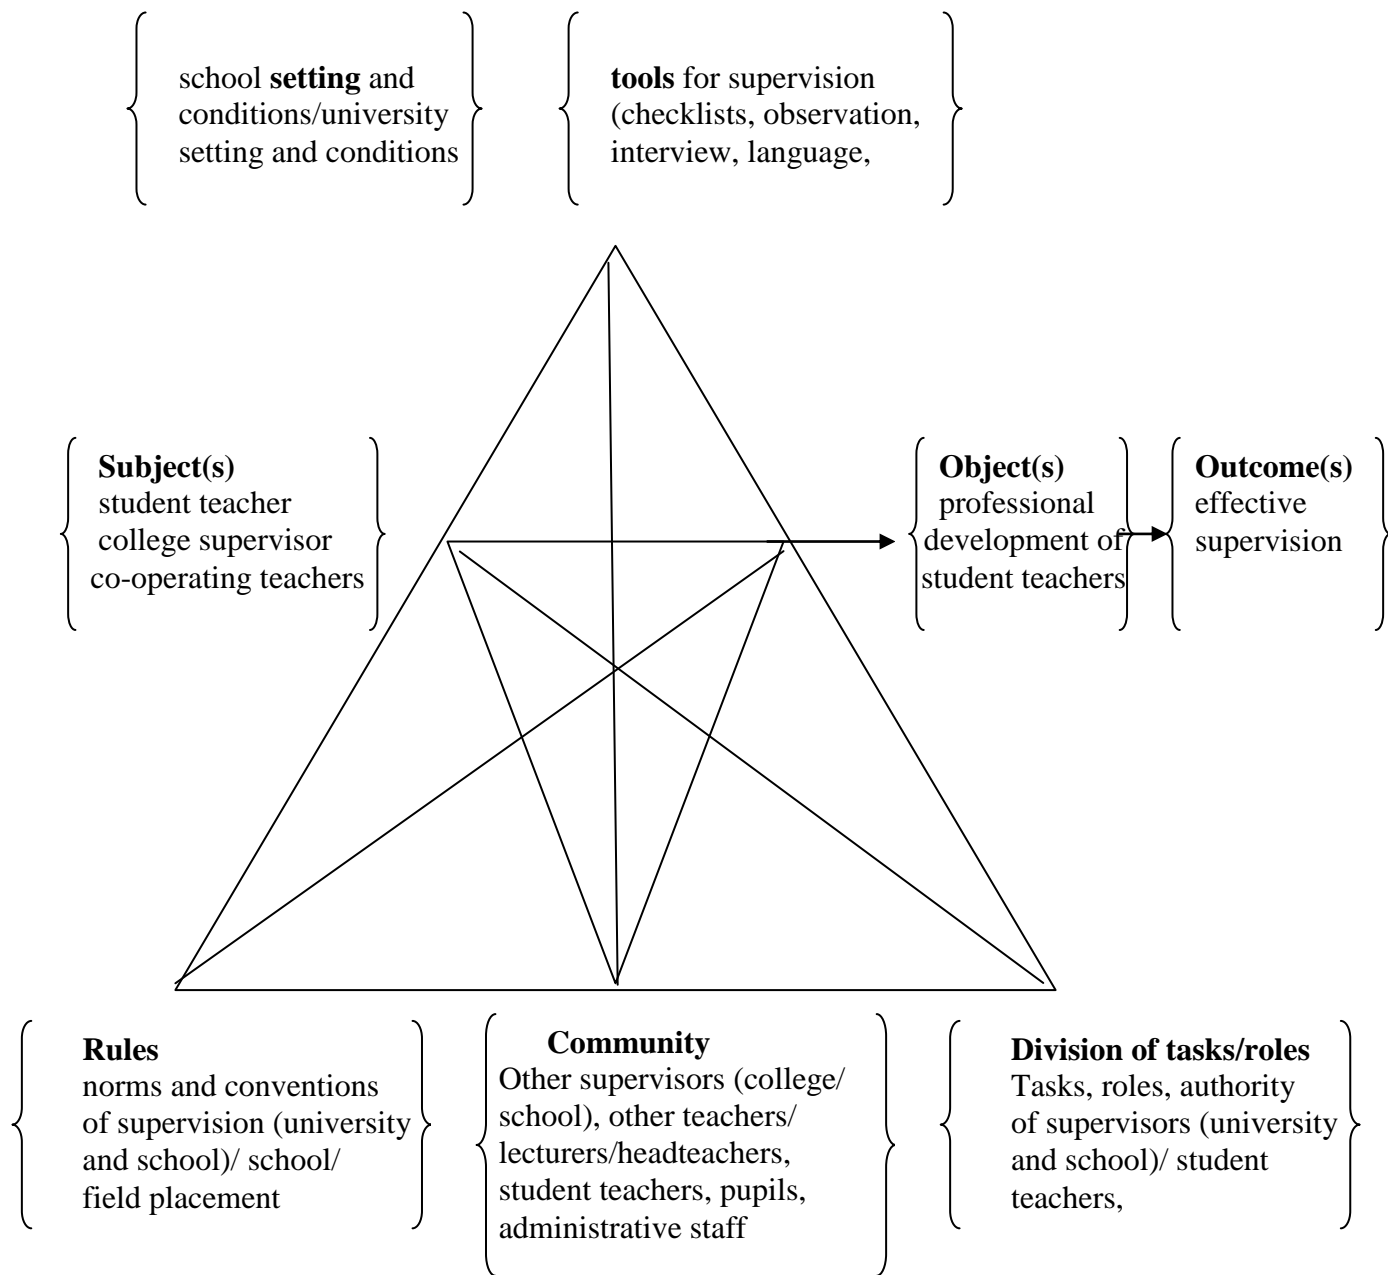 school setting and
conditions/university
setting and conditions
tools for supervision
(checklists, observation,
interview, language,
Subject(s)
student teacher
college supervisor
co-operating teachers
Object(s)
professional
development of
student teachers
Outcome(s)
effective
supervision
Rules
norms and conventions
of supervision (university
and school)/ school/
field placement
Community
Other supervisors (college/
school), other teachers/
lecturers/headteachers,
student teachers, pupils,
administrative staff
Division of tasks/roles
Tasks, roles, authority
of supervisors (university
and school)/ student
teachers,